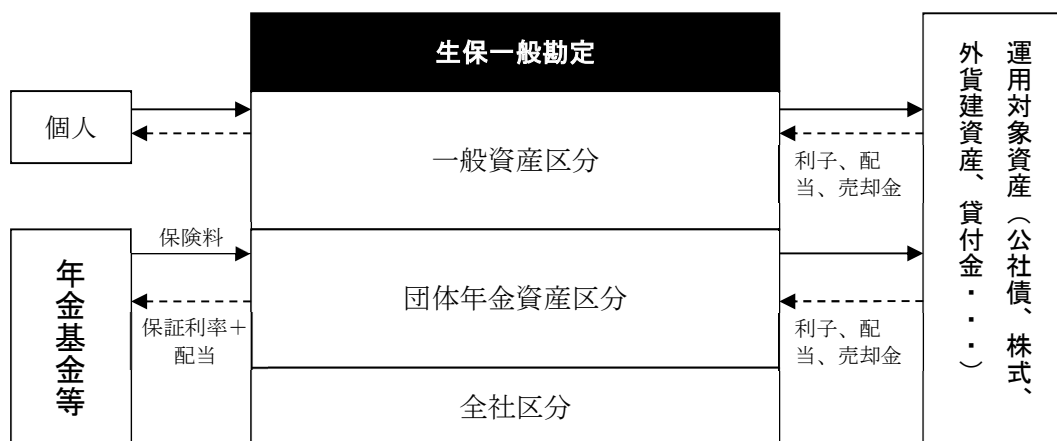 生保一般勘定
個人
一般資産区分
利子、配
当、売却金
運用対象資産（公社債、株式、
外貨建資産、貸付金・・・）
年金基金等
保険料
保証利率＋
配当
団体年金資産区分
利子、配
当、売却金
全社区分